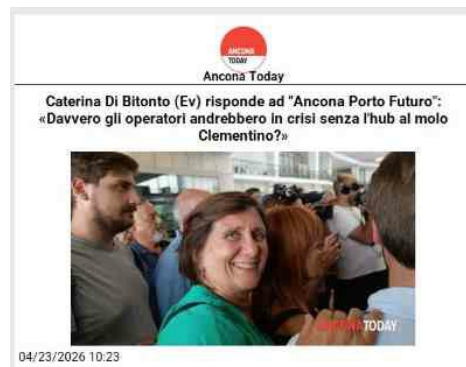 ANCONA
TODAY
Ancona Today
Caterina Di Bitonto (Ev) risponde ad "Ancona Porto Futuro":
«Davvero gli operatori andrebbero in crisi senza l'hub al molo
Clementino?»
ANCONATODAY
04/23/2026 10:23